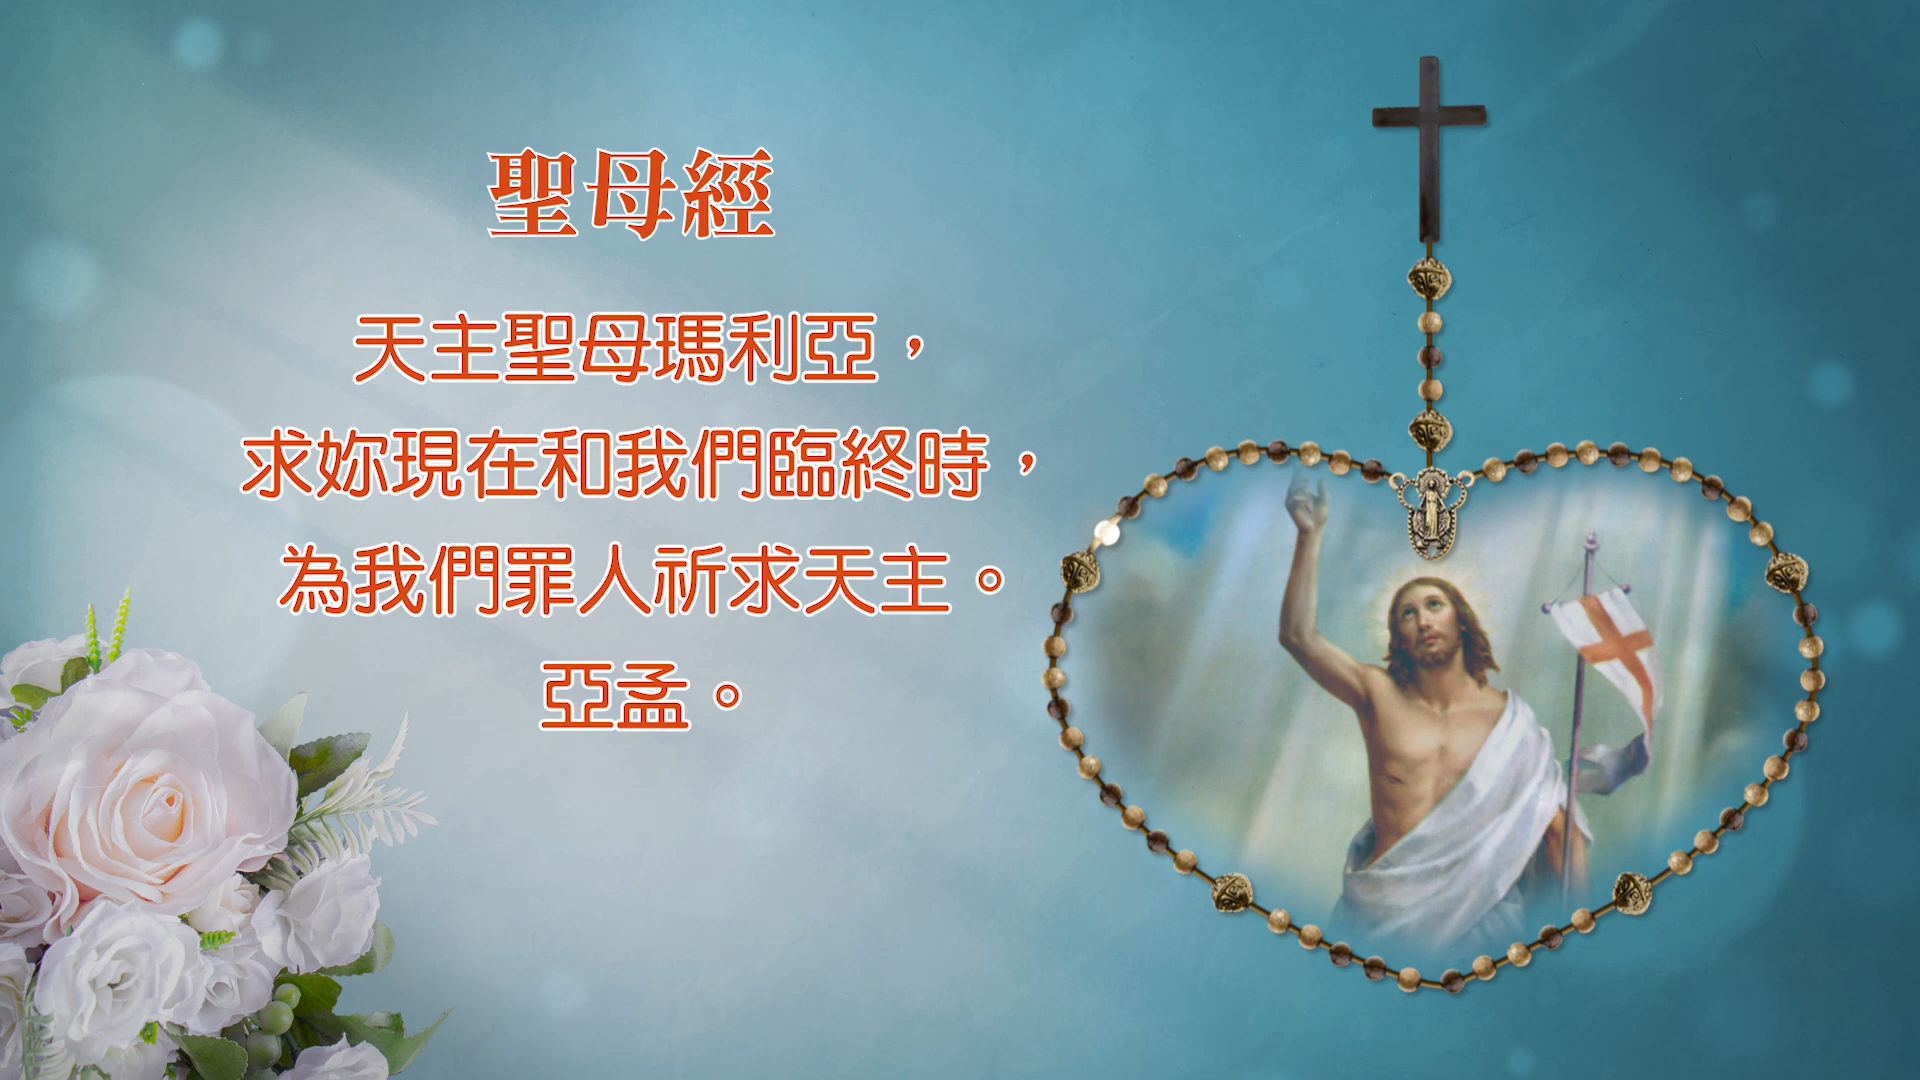 聖母經
天主聖母瑪利亞，
求妳現在和我們臨終時，
為我們罪人祈求天主。
亞孟。